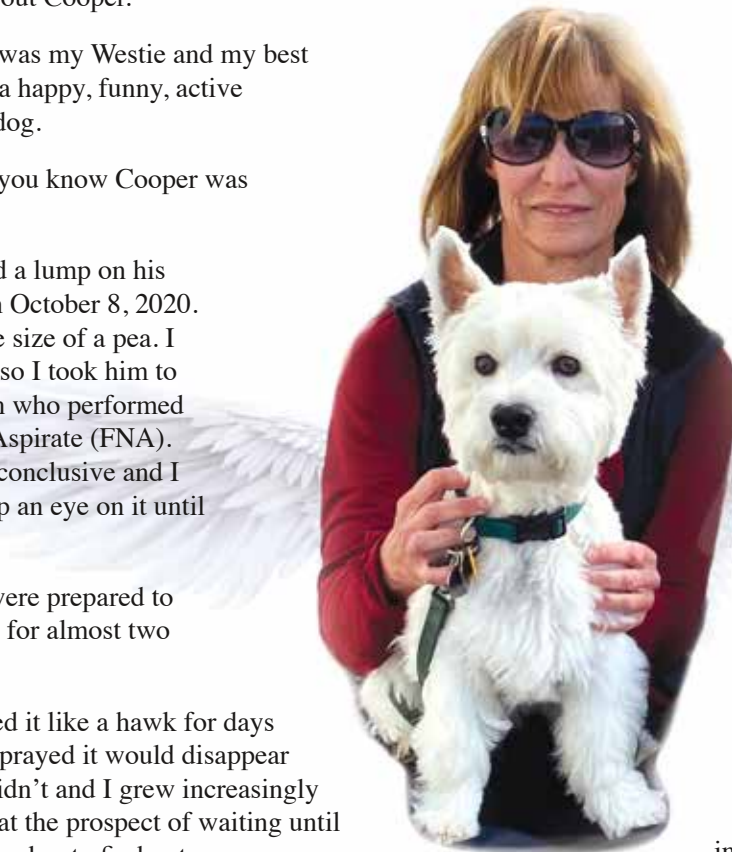 out Cooper.
was my Westie and my best
a happy, funny, active
dog.
you know Cooper was
d a lump on his
October 8, 2020.
e size of a pea. I
so I took him to
who performed
Aspirate (FNA).
conclusive and I
p an eye on it until
were prepared to
for almost two
ed it like a hawk for days
prayed it would disappear
idn't and I grew increasingly
at the prospect of waiting until
in